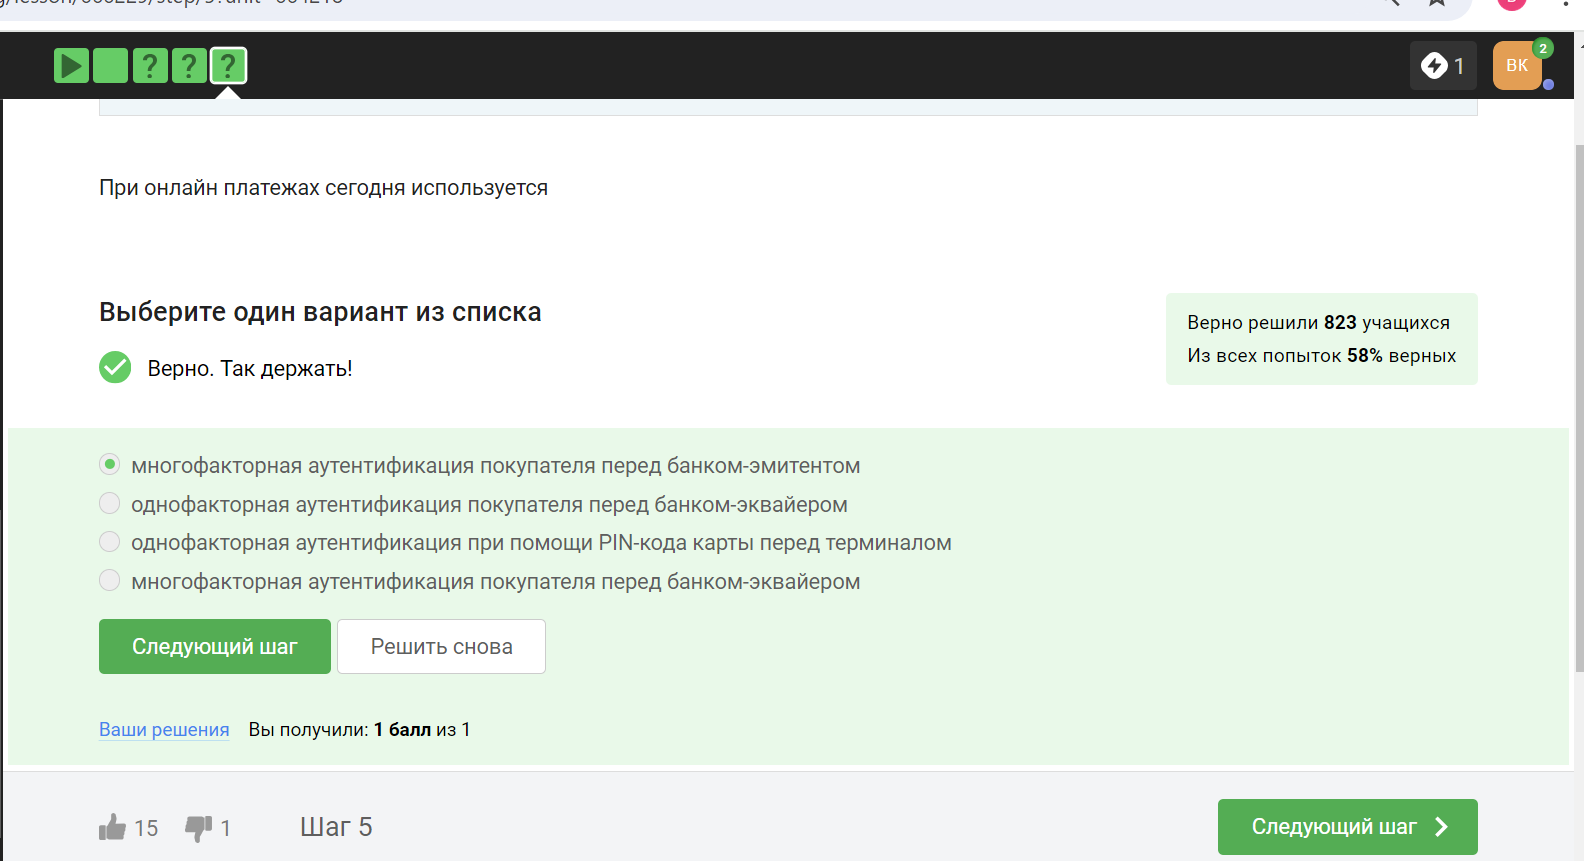 ? ? ?
1
ВК
2
При онлайн платежах сегодня используется
Выберите один вариант из списка
Верно. Так держать!
Верно решили 823 учащихся
Из всех попыток 58% верных
многофакторная аутентификация покупателя перед банком-эмитентом
однофакторная аутентификация покупателя перед банком-эквайером
однофакторная аутентификация при помощи PIN-кода карты перед терминалом
многофакторная аутентификация покупателя перед банком-эквайером
Следующий шаг
Решить снова
Ваши решения Вы получили: 1 балл из 1
15 1 Шаг 5
Следующий шаг